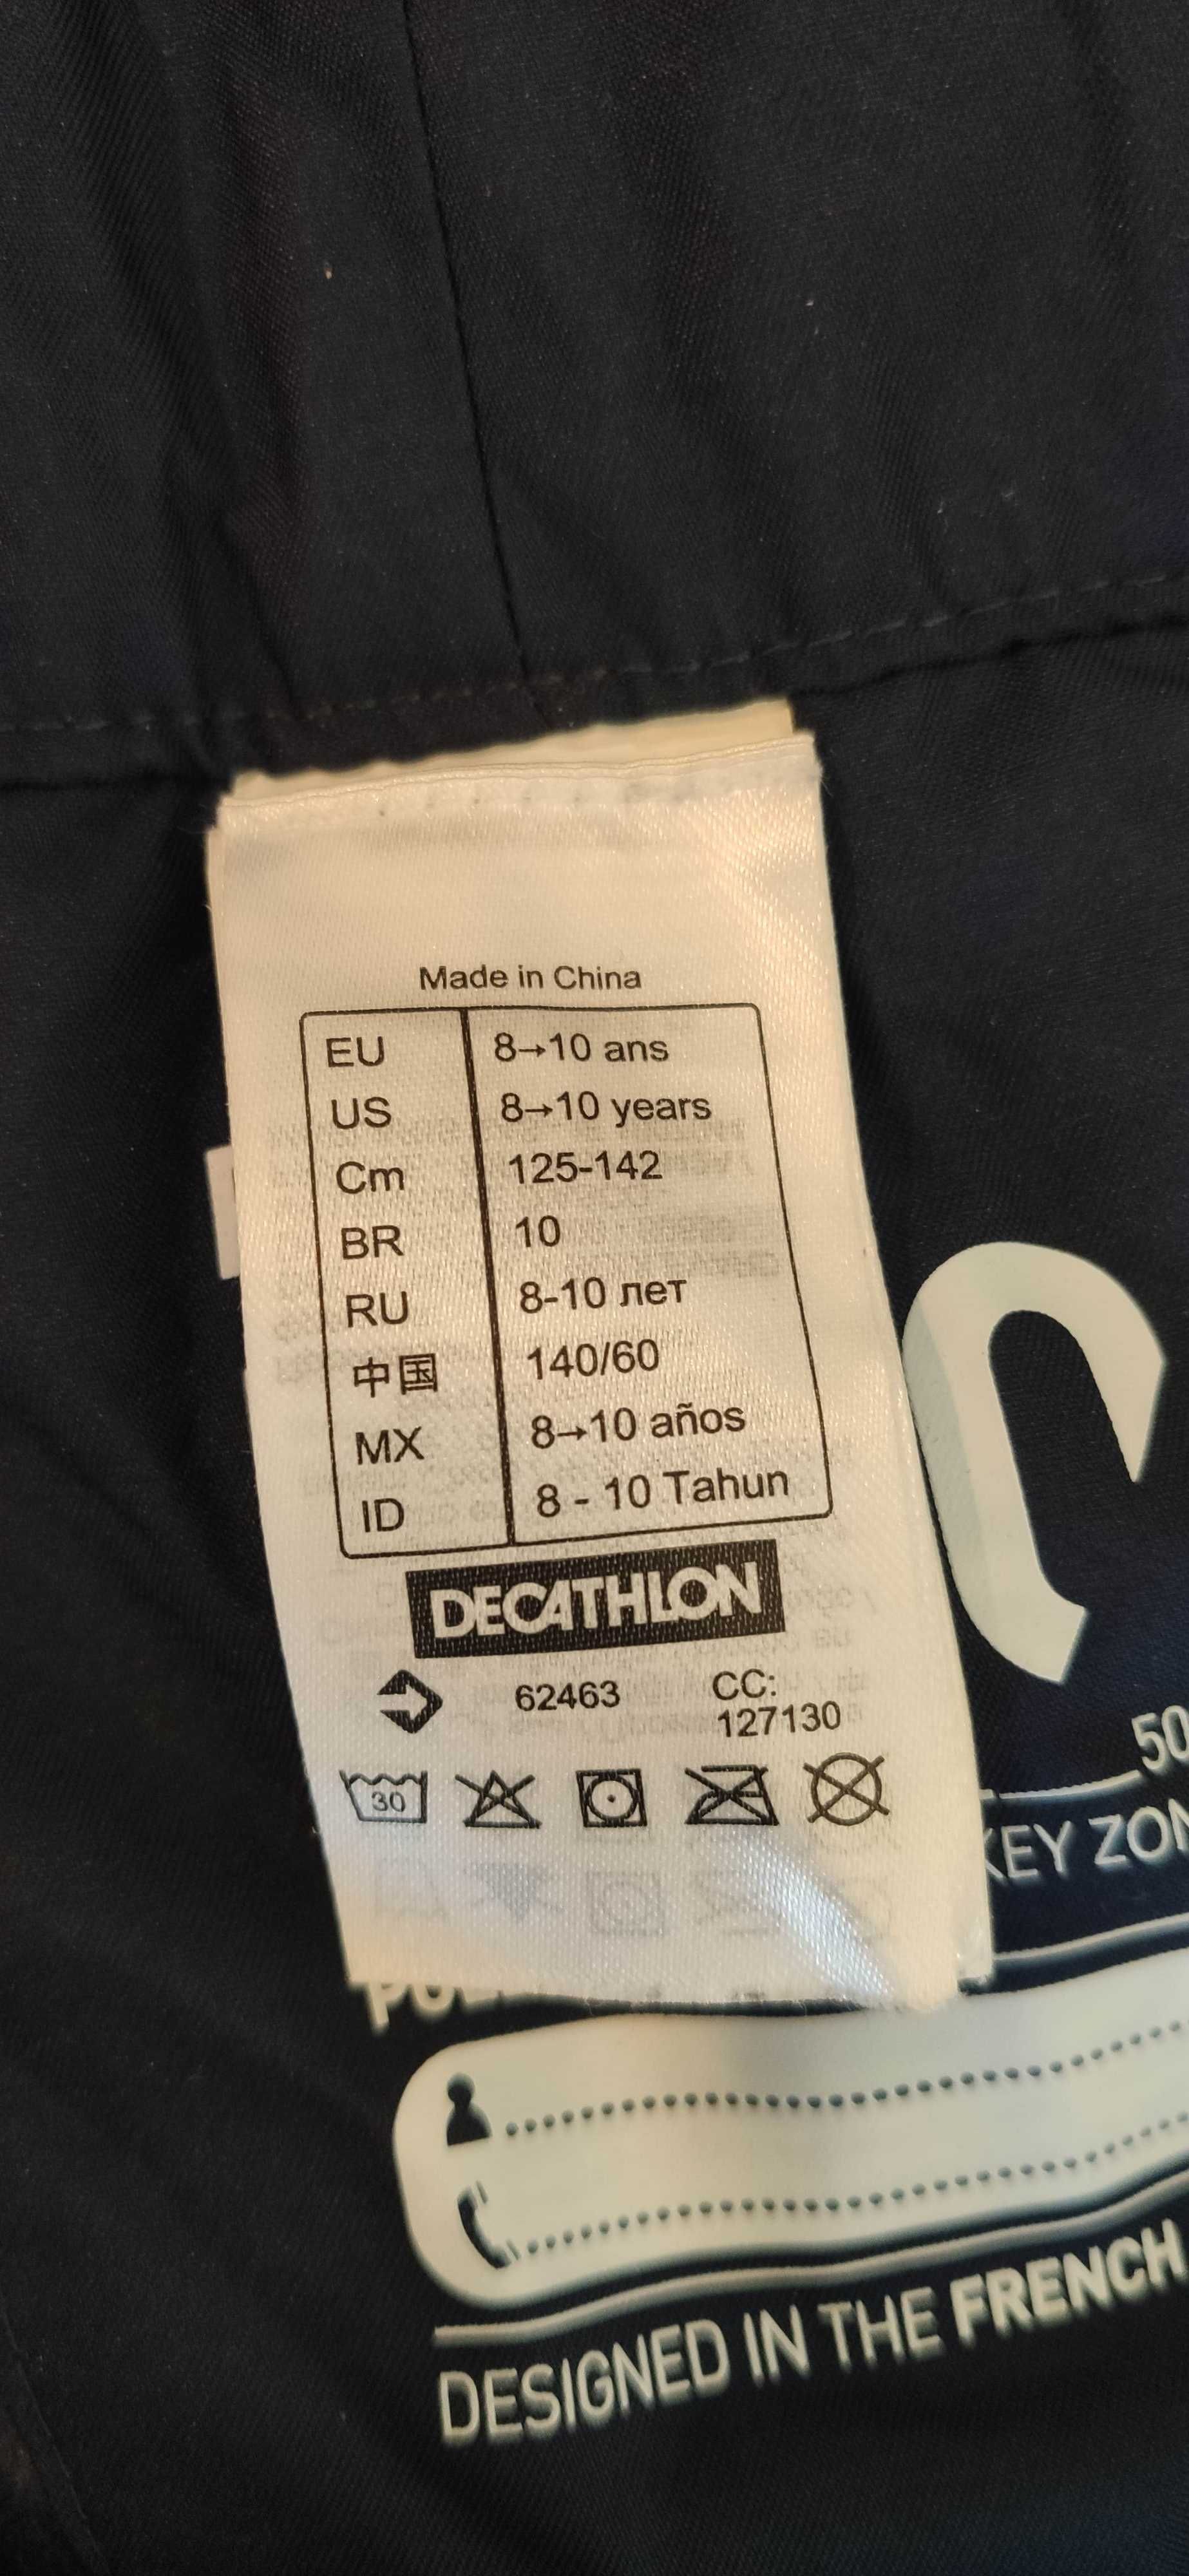 Made in China
EU 8→10 ans
US 8→10 years
Cm 125-142
BR 10
RU 8-10 лет
中国 140/60
MX 8→10 años
ID 8 - 10 Tahun
DECATHLON
62463 CC:
127130
30
50
KEY ZON
DESIGNED IN THE FRENCH